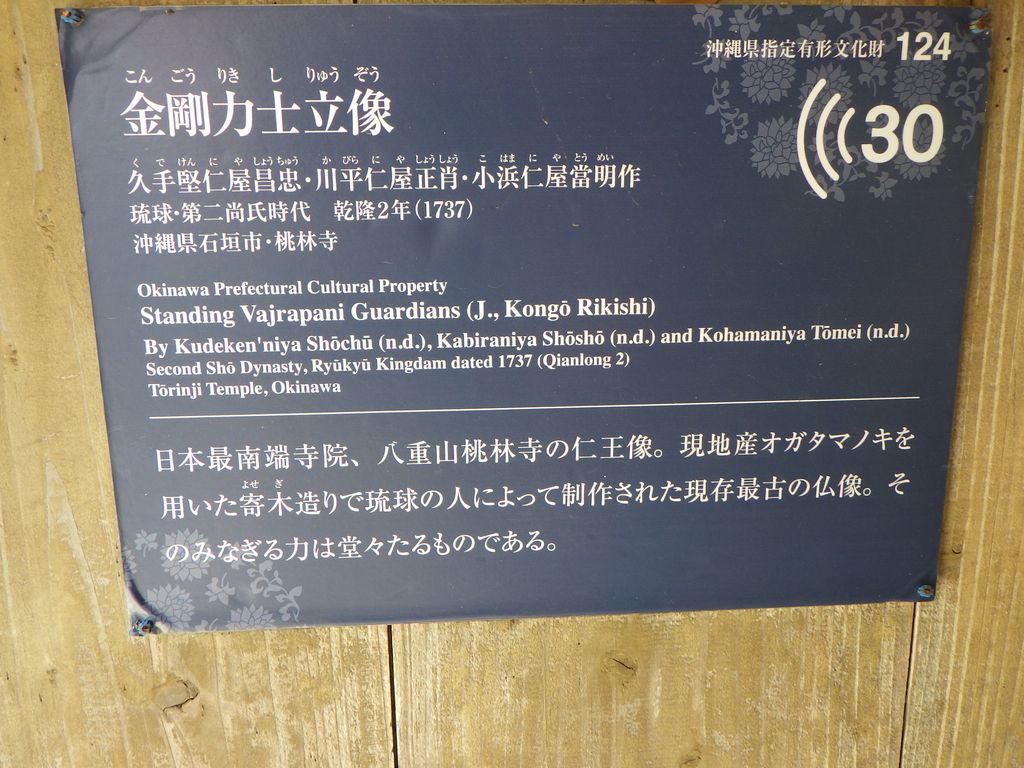 沖縄県指定有形文化財 124
30
こん ごう りき し りゅう ぞう
金剛力士立像
く で けん に や しょうちゅう か びら に や しょうしょう こ はま に や とう めい
久手堅仁屋昌忠・川平仁屋正肖・小浜仁屋當明作
琉球・第二尚氏時代 乾隆2年(1737)
沖縄県石垣市・桃林寺
Okinawa Prefectural Cultural Property
Standing Vajrapani Guardians (J., Kongō Rikishi)
By Kudeken'niya Shōchū (n.d.), Kabiraniya Shōshō (n.d.) and Kohamaniya Tōmei (n.d.)
Second Shō Dynasty, Ryūkyū Kingdom dated 1737 (Qianlong 2)
Tōrinji Temple, Okinawa
日本最南端寺院、八重山桃林寺の仁王像。現地産オガタマノキを
よせ ぎ
用いた寄木造りで琉球の人によって制作された現存最古の仏像。そ
のみなぎる力は堂々たるものである。